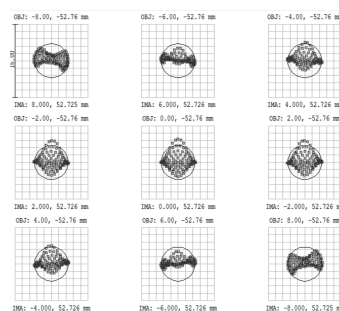 OBJ: -8.00, -52.76 mm
OBJ: -6.00, -52.76 mm
OBJ: -4.00, -52.76 mm
IMA: 8.000, 52.725 mm
IMA: 6.000, 52.726 mm
IMA: 4.000, 52.726 mm
OBJ: -2.00, -52.76 mm
OBJ: 0.00, -52.76 mm
OBJ: 2.00, -52.76 mm
IMA: 2.000, 52.726 mm
IMA: 0.000, 52.726 mm
IMA: -2.000, 52.726 mm
OBJ: 4.00, -52.76 mm
OBJ: 6.00, -52.76 mm
OBJ: 8.00, -52.76 mm
IMA: -4.000, 52.726 mm
IMA: -6.000, 52.726 mm
IMA: -8.000, 52.725 mm